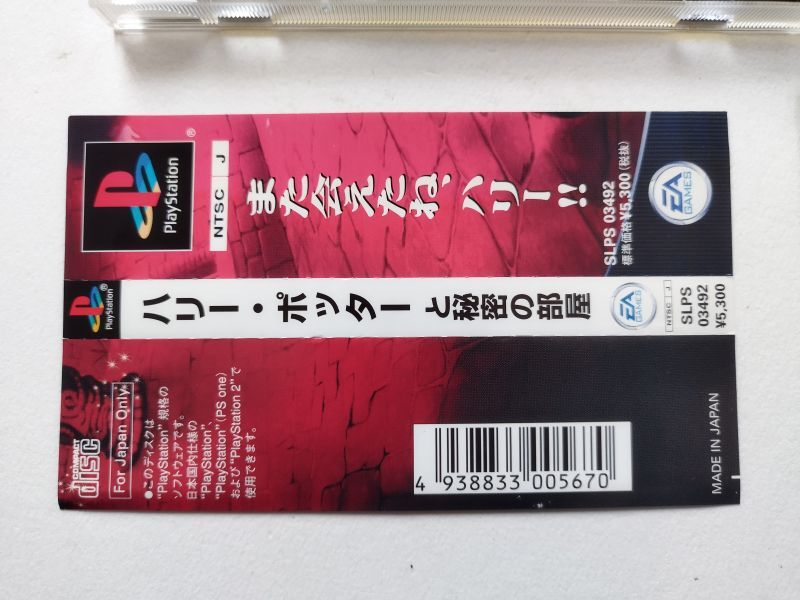 PlayStation
®
NTSC J
また会えたね、ハリー!!
SLPS 03492
標準価格¥5,300(税抜)
EA
GAMES
PlayStation
®
ハリー・ポッターと秘密の部屋
EA
GAMES
NTSC J
SLPS
03492
¥5,300
COMPACT
disc
For Japan Only
●このディスクは
“PlayStation”規格の
ソフトウェアです。
日本国内仕様の
“PlayStation”、
“PlayStation”(PS one)
および“PlayStation 2”で
使用できます。
4 938833 005670
MADE IN JAPAN